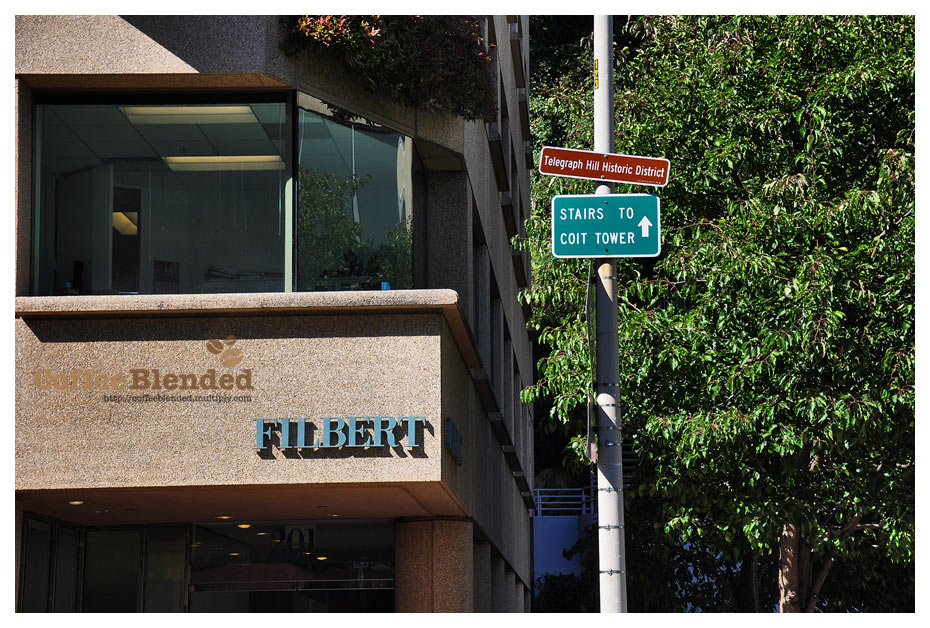 Telegraph Hill Historic District
STAIRS TO
COIT TOWER
CoffeeBlended
http://coffeeblended.multiply.com
FILBERT
201